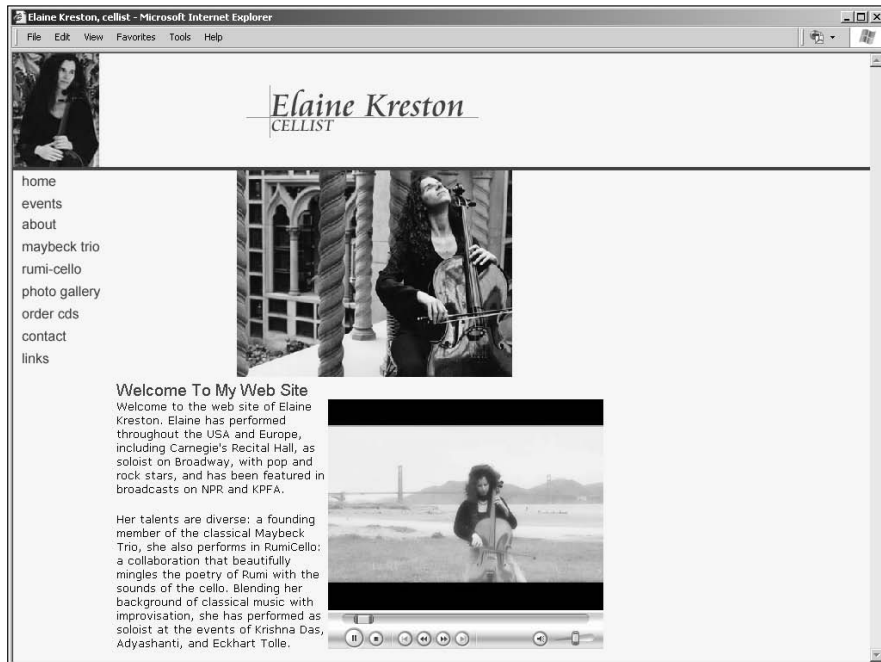 Elaine Kreston, cellist - Microsoft Internet Explorer
File Edit View Favorites Tools Help
Elaine Kreston
CELLIST
home
events
about
maybeck trio
rumi-cello
photo gallery
order cds
contact
links
Welcome To My Web Site
Welcome to the web site of Elaine
Kreston. Elaine has performed
throughout the USA and Europe,
including Carnegie's Recital Hall, as
soloist on Broadway, with pop and
rock stars, and has been featured in
broadcasts on NPR and KPFA.
Her talents are diverse: a founding
member of the classical Maybeck
Trio, she also performs in RumiCello:
a collaboration that beautifully
mingles the poetry of Rumi with the
sounds of the cello. Blending her
background of classical music with
improvisation, she has performed as
soloist at the events of Krishna Das,
Adyashanti, and Eckhart Tolle.